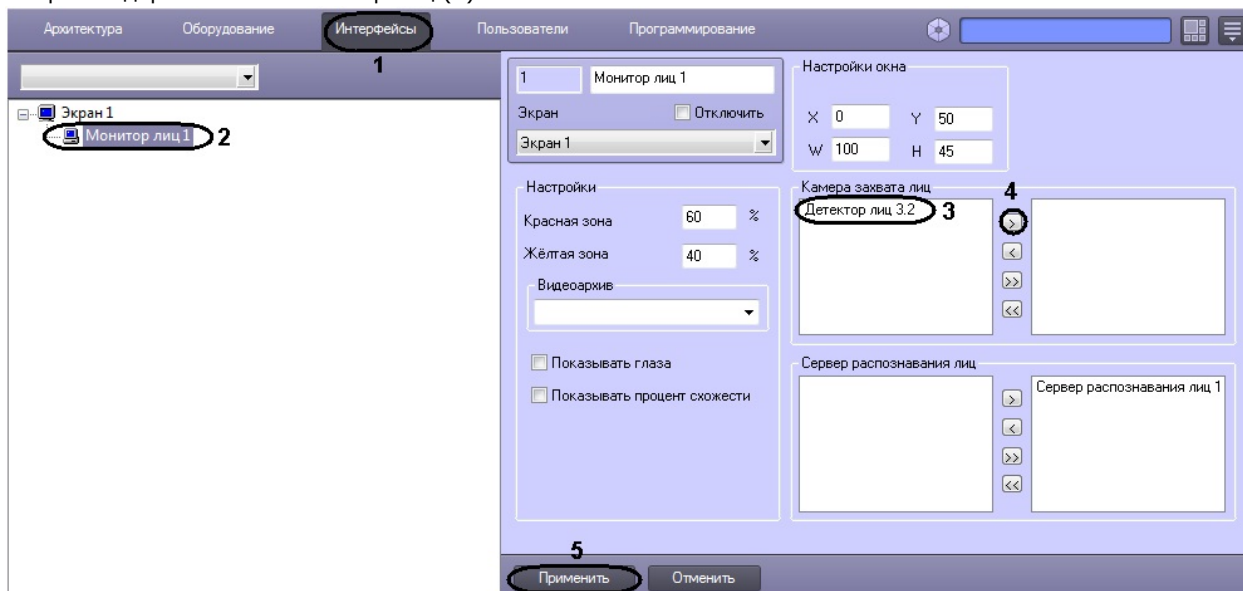 Архитектура Оборудование Интерфейсы Пользователи Программирование
1
Экран 1
Монитор лиц 1 2
1 Монитор лиц 1
Экран Отключить
Экран 1
Настройки окна
X 0 Y 50
W 100 H 45
Настройки
Красная зона 60 %
Жёлтая зона 40 %
Видеоархив
Показывать глаза
Показывать процент схожести
Камера захвата лиц 4
Детектор лиц 3.2 3
>
<
>>
<<
Сервер распознавания лиц
Сервер распознавания лиц 1
>
<
>>
<<
5
Применить Отменить